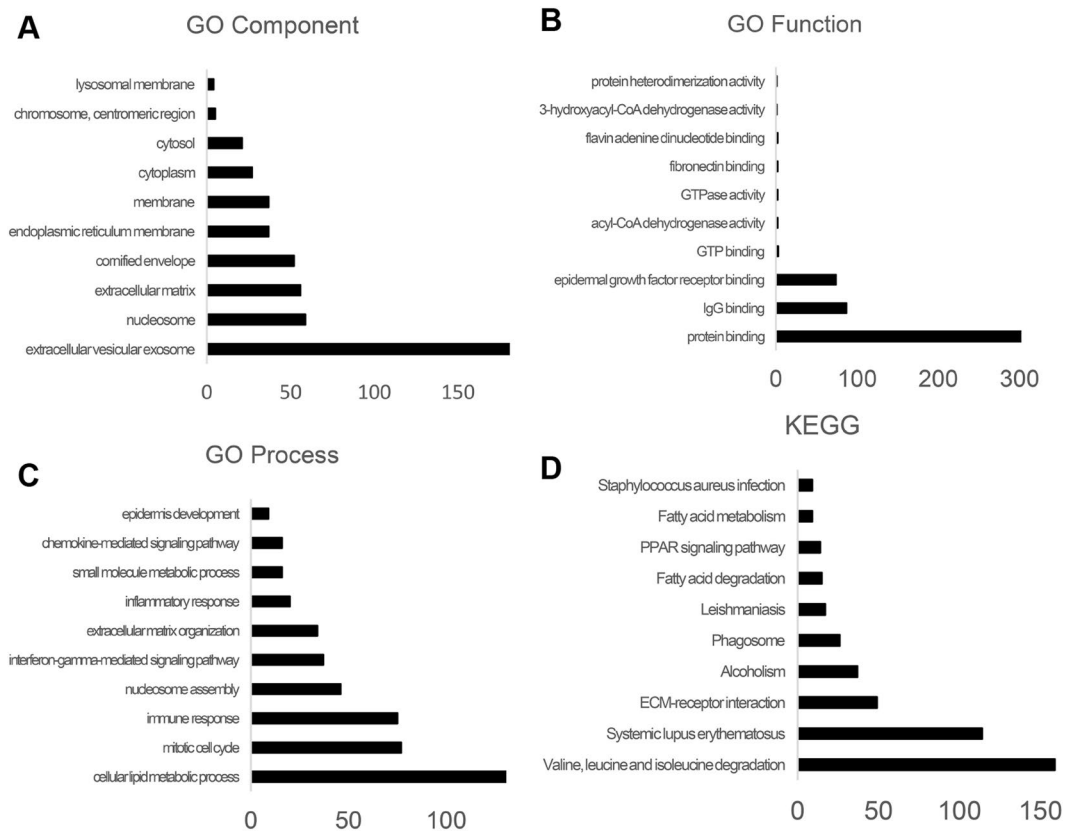 A
GO Component
lysosomal membrane
chromosome, centromeric region
cytosol
cytoplasm
membrane
endoplasmic reticulum membrane
cornified envelope
extracellular matrix
nucleosome
extracellular vesicular exosome
0 50 100 150
B
GO Function
protein heterodimerization activity
3-hydroxyacyl-CoA dehydrogenase activity
flavin adenine dinucleotide binding
fibronectin binding
GTPase activity
acyl-CoA dehydrogenase activity
GTP binding
epidermal growth factor receptor binding
IgG binding
protein binding
0 100 200 300
C
GO Process
epidermis development
chemokine-mediated signaling pathway
small molecule metabolic process
inflammatory response
extracellular matrix organization
interferon-gamma-mediated signaling pathway
nucleosome assembly
immune response
mitotic cell cycle
cellular lipid metabolic process
0 50 100
D
KEGG
Staphylococcus aureus infection
Fatty acid metabolism
PPAR signaling pathway
Fatty acid degradation
Leishmaniasis
Phagosome
Alcoholism
ECM-receptor interaction
Systemic lupus erythematosus
Valine, leucine and isoleucine degradation
0 50 100 150